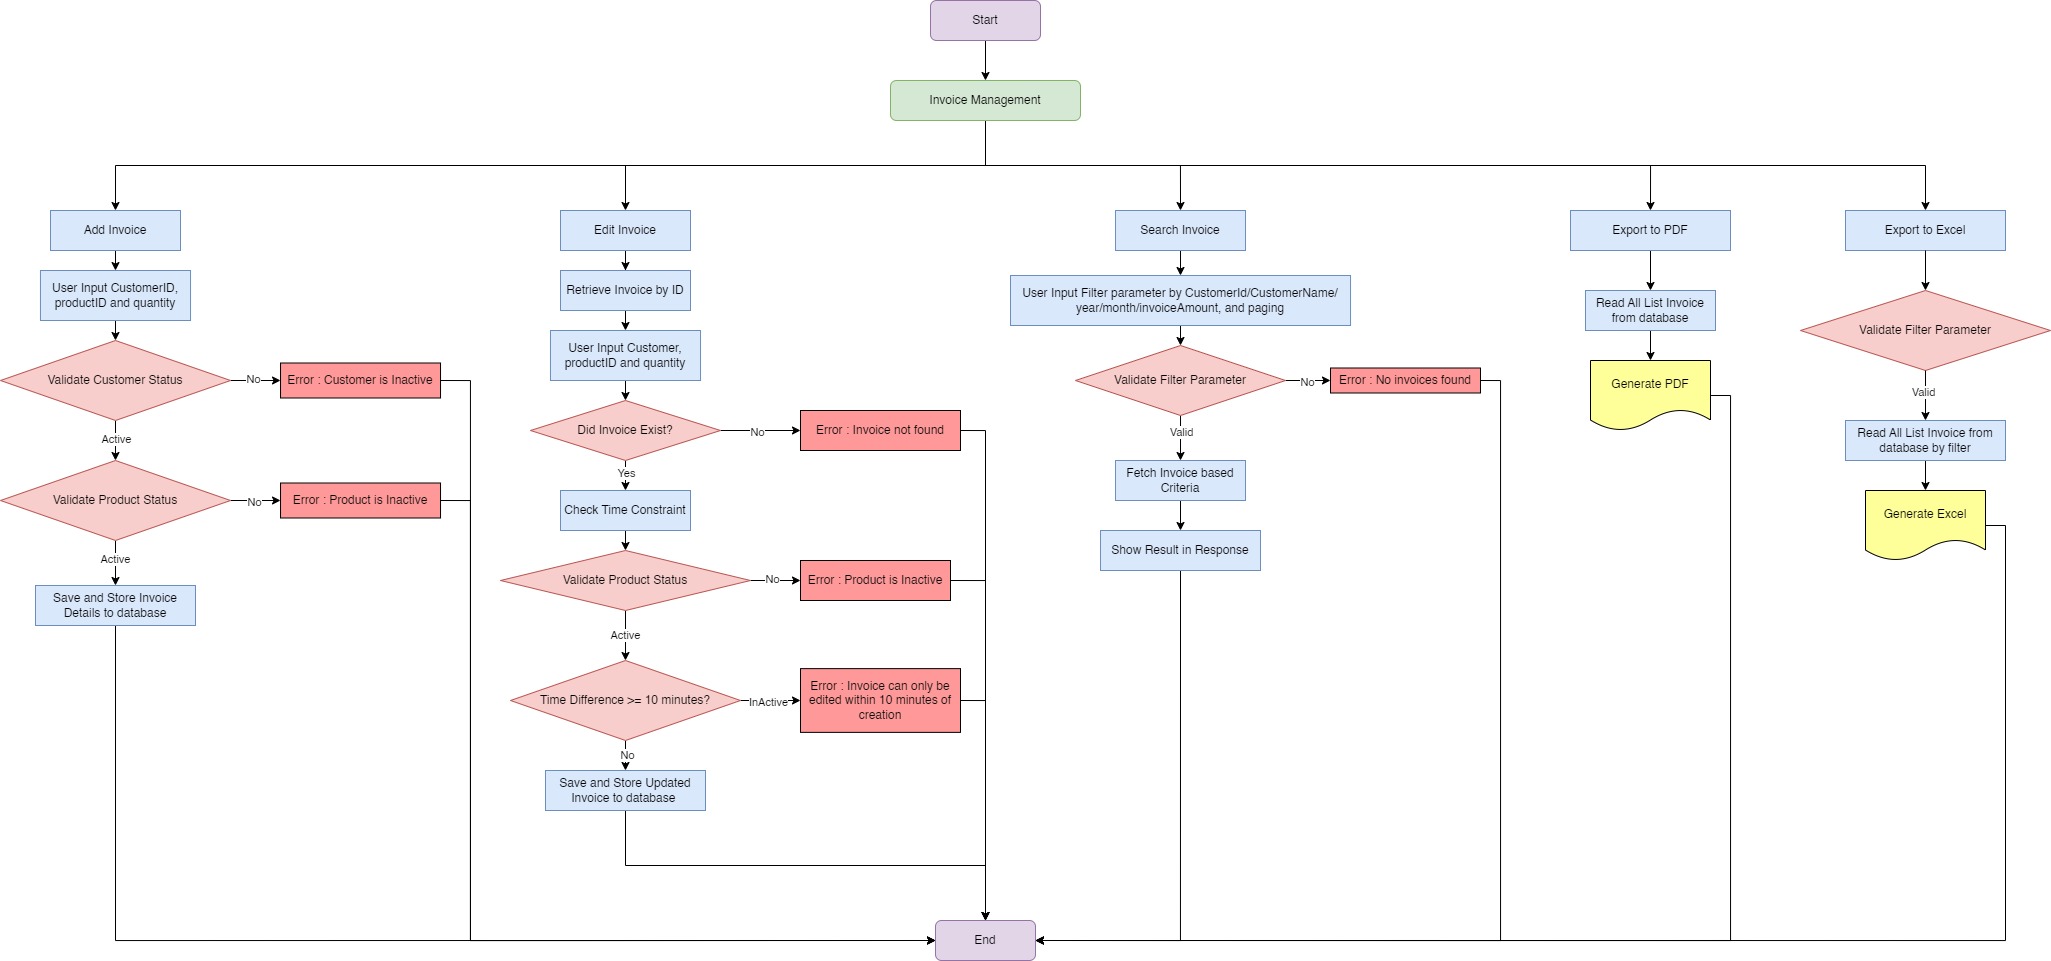 Start
Invoice Management
Add Invoice
User Input CustomerID,
productID and quantity
Validate Customer Status
No
Error : Customer is Inactive
Active
Validate Product Status
No
Error : Product is Inactive
Active
Save and Store Invoice
Details to database
Edit Invoice
Retrieve Invoice by ID
User Input Customer,
productID and quantity
Did Invoice Exist?
No
Error : Invoice not found
Yes
Check Time Constraint
Validate Product Status
No
Error : Product is Inactive
Active
Time Difference >= 10 minutes?
InActive
Error : Invoice can only be
edited within 10 minutes of
creation
No
Save and Store Updated
Invoice to database
Search Invoice
User Input Filter parameter by CustomerId/CustomerName/
year/month/invoiceAmount, and paging
Validate Filter Parameter
No
Error : No invoices found
Valid
Fetch Invoice based
Criteria
Show Result in Response
Export to PDF
Read All List Invoice
from database
Generate PDF
Export to Excel
Validate Filter Parameter
Valid
Read All List Invoice from
database by filter
Generate Excel
End